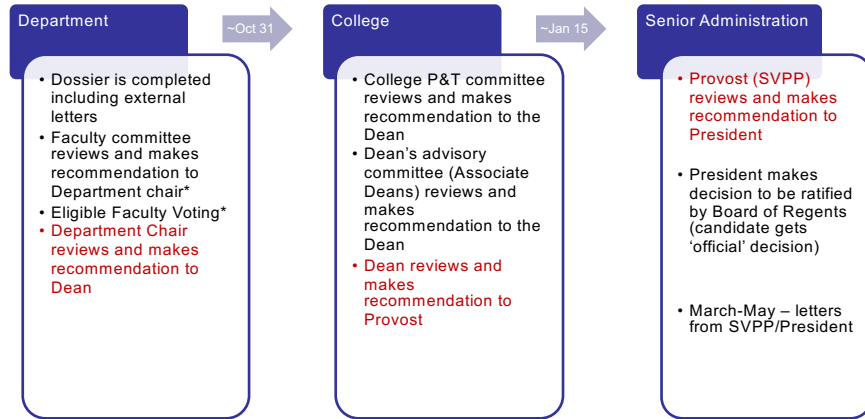 Department
~Oct 31
College
~Jan 15
Senior Administration
• Dossier is completed
including external
letters
• Faculty committee
reviews and makes
recommendation to
Department chair*
• Eligible Faculty Voting*
• Department Chair
reviews and makes
recommendation to
Dean
• College P&T committee
reviews and makes
recommendation to the
Dean
• Dean’s advisory
committee (Associate
Deans) reviews and
makes
recommendation to the
Dean
• Dean reviews and
makes
recommendation to
Provost
• Provost (SVPP)
reviews and makes
recommendation to
President
• President makes
decision to be ratified
by Board of Regents
(candidate gets
‘official’ decision)
• March-May – letters
from SVPP/President